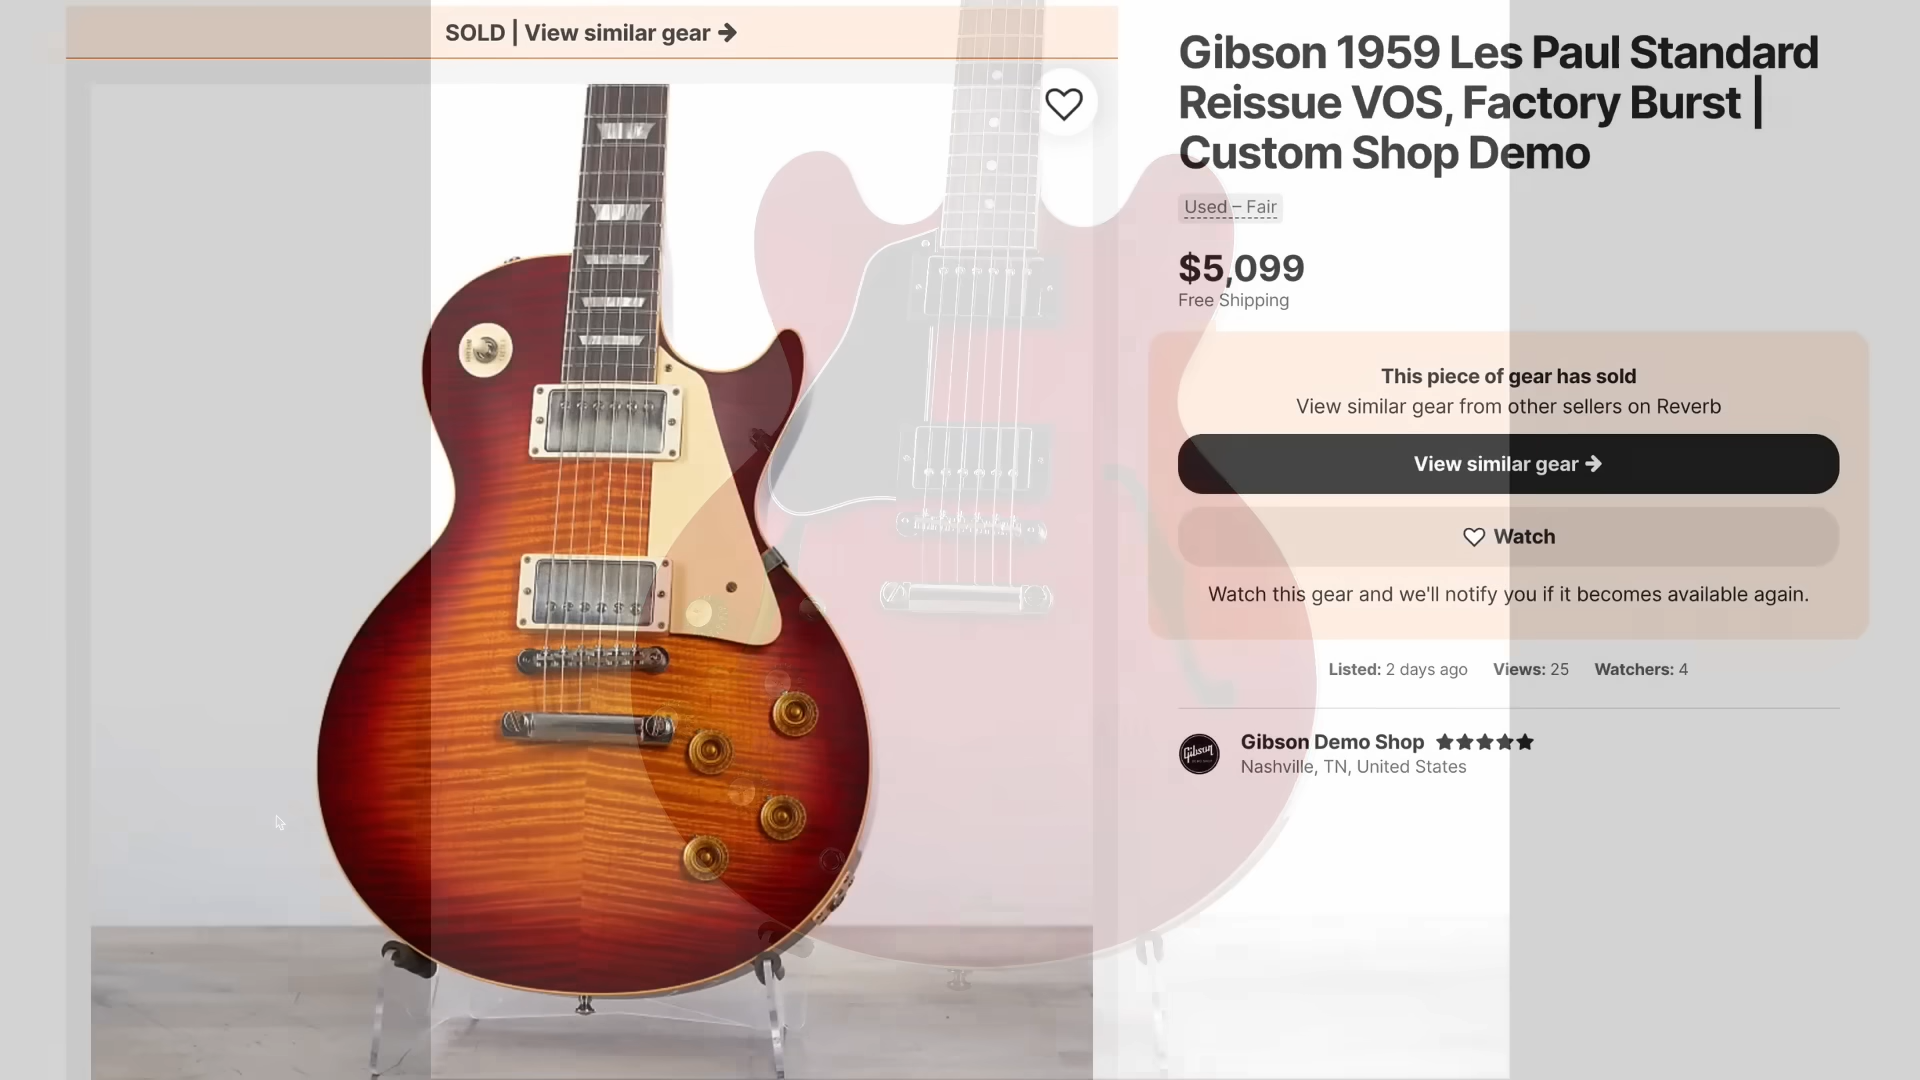 SOLD | View similar gear →
Gibson 1959 Les Paul Standard
Reissue VOS, Factory Burst |
Custom Shop Demo
Used – Fair
$5,099
Free Shipping
This piece of gear has sold
View similar gear from other sellers on Reverb
View similar gear →
Watch
Watch this gear and we'll notify you if it becomes available again.
Listed: 2 days ago Views: 25 Watchers: 4
Gibson
Gibson Demo Shop ★★★★★
Nashville, TN, United States